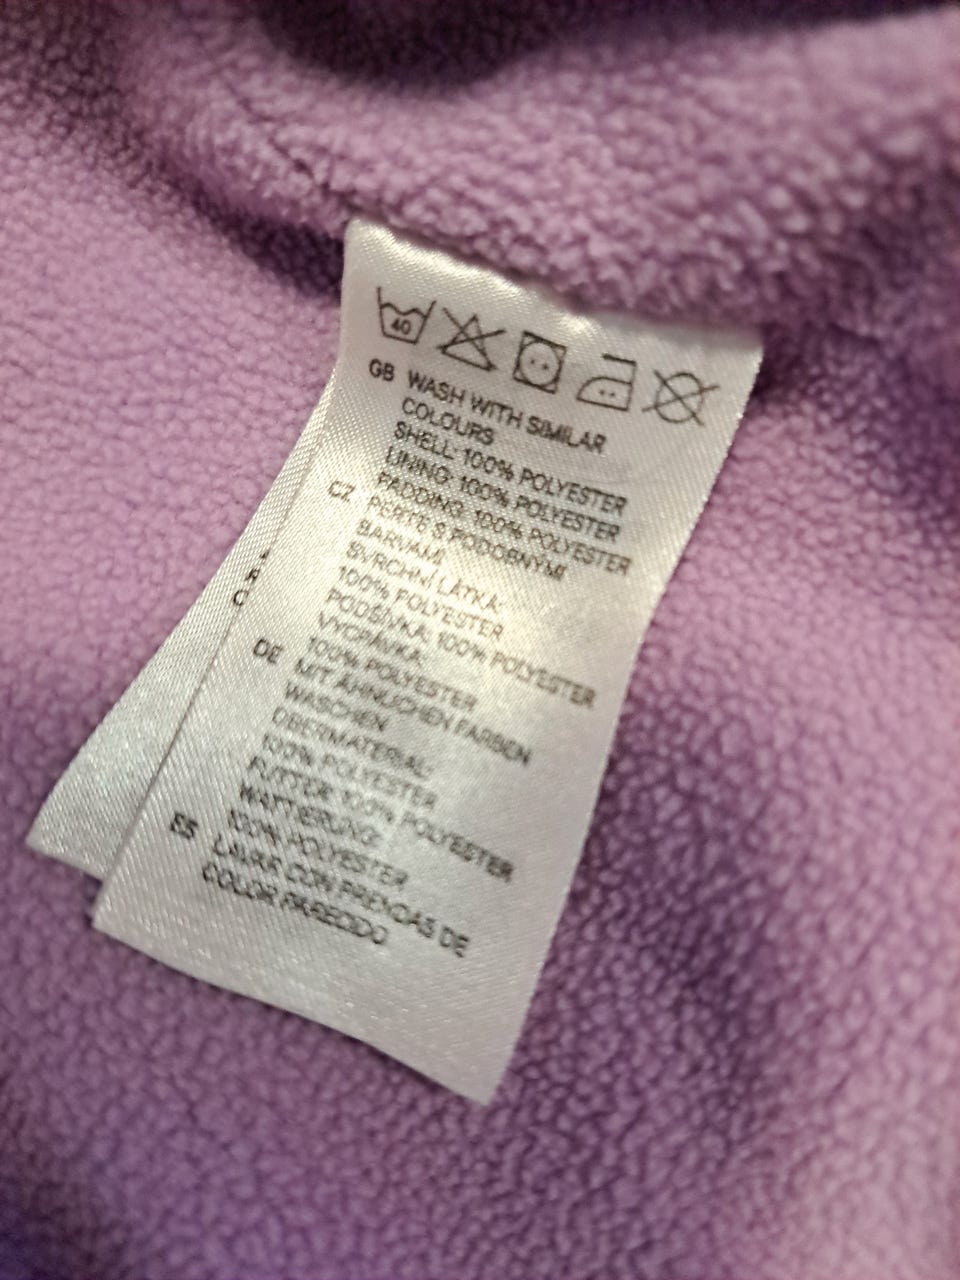 40
GB WASH WITH SIMILAR
COLOURS
SHELL: 100% POLYESTER
LINING: 100% POLYESTER
PADDING: 100% POLYESTER
CZ PERTE S PODOBNÝMI
BARVAMI
SVRCHNÍ LÁTKA:
100% POLYESTER
PODŠÍVKA: 100% POLYESTER
VYCPÁVKA:
100% POLYESTER
DE MIT ÄHNLICHEN FARBEN
WASCHEN
OBERMATERIAL:
100% POLYESTER
FUTTER: 100% POLYESTER
WATTIERUNG:
100% POLYESTER
ES LAVAR CON PRENDAS DE
COLOR PARECIDO